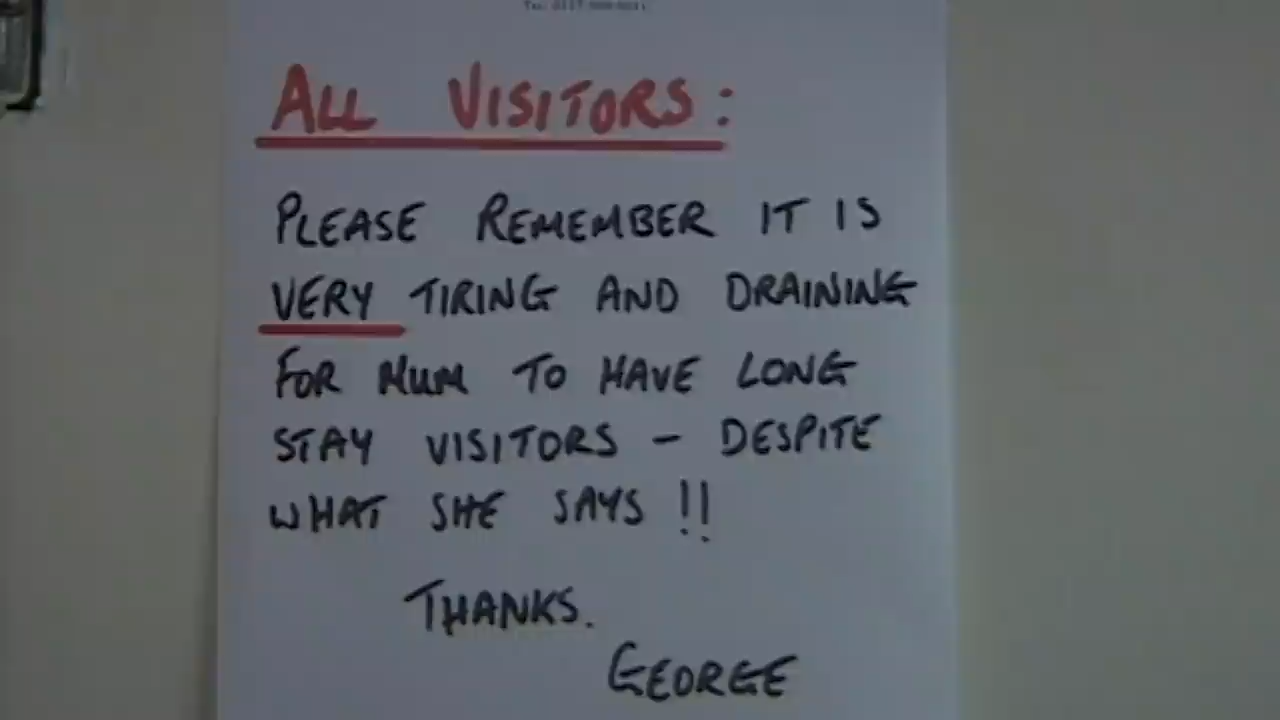 ALL VISITORS:
PLEASE REMEMBER IT IS
VERY TIRING AND DRAINING
FOR MUM TO HAVE LONG
STAY VISITORS - DESPITE
WHAT SHE SAYS !!
THANKS.
GEORGE